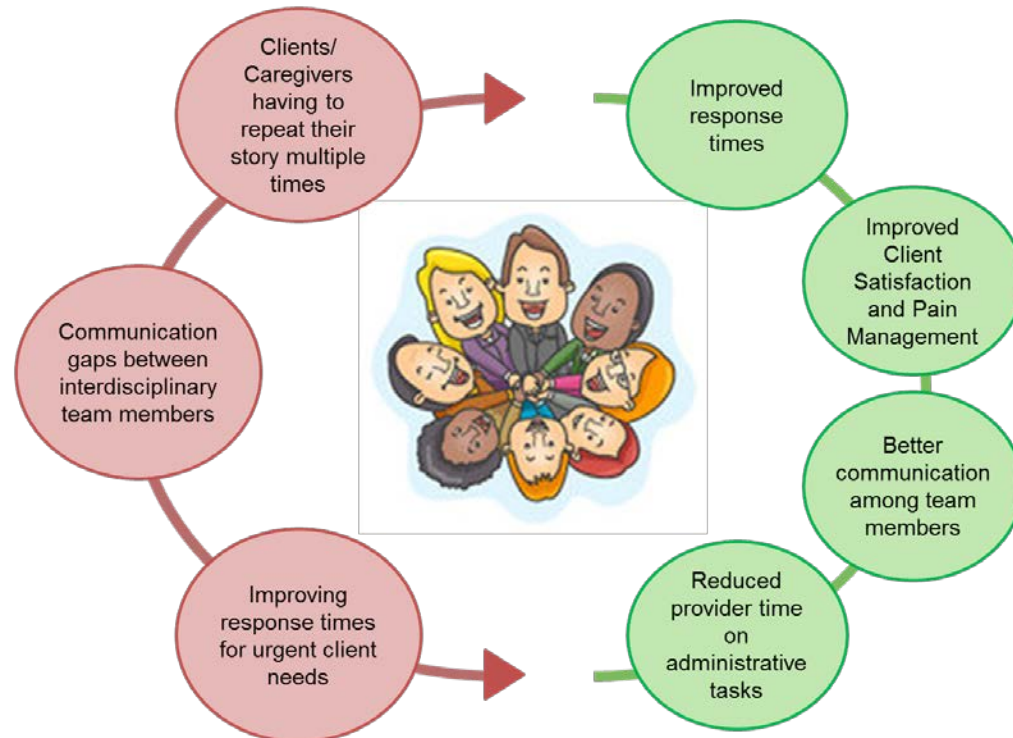 Clients/
Caregivers
having to
repeat their
story multiple
times
Communication
gaps between
interdisciplinary
team members
Improving
response times
for urgent client
needs
Improved
response
times
Improved
Client
Satisfaction
and Pain
Management
Better
communication
among team
members
Reduced
provider time
on
administrative
tasks